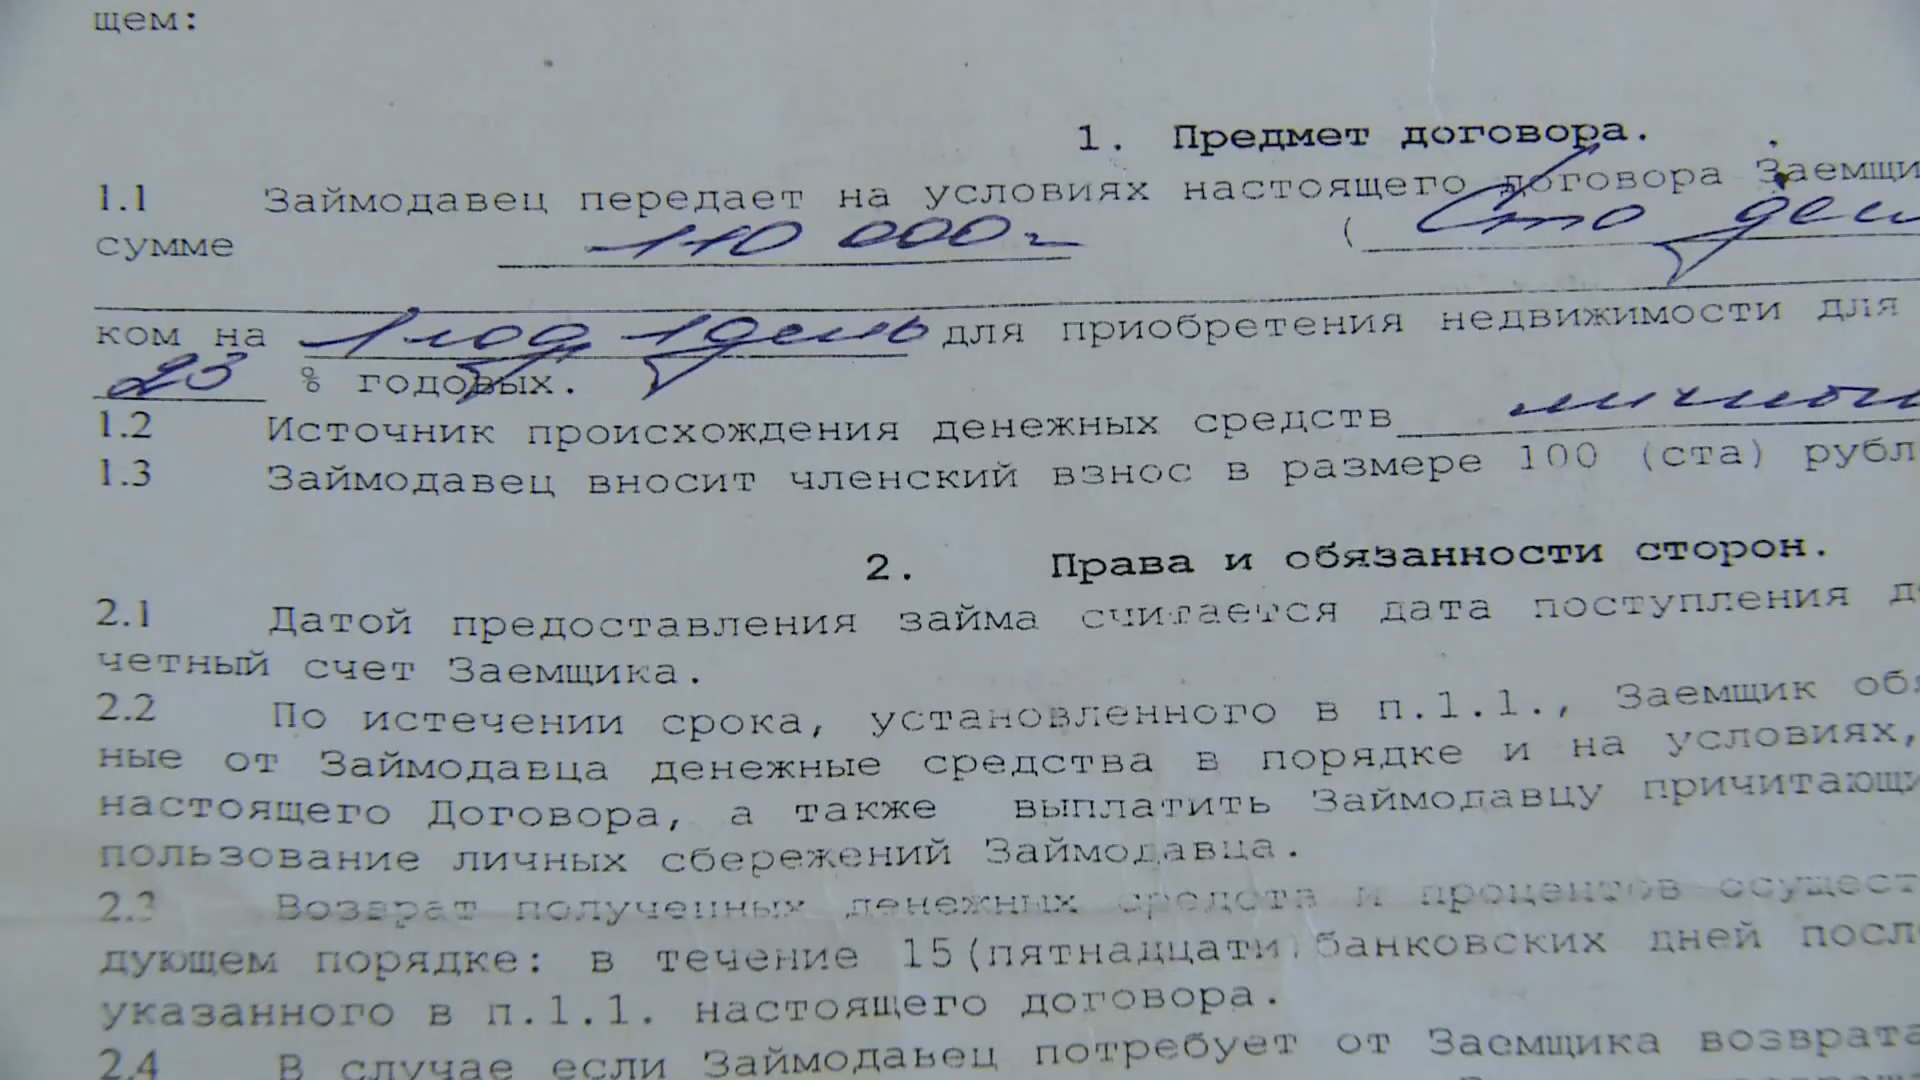 щем:
1. Предмет договора.
1.1 Займодавец передает на условиях настоящего договора Заемщи
сумме 110 000 (Сто де
ком на 1 год 1 день для приобретения недвижимости для
23 % годовых.
1.2 Источник происхождения денежных средств личные
1.3 Займодавец вносит членский взнос в размере 100 (ста) рубл
2. Права и обязанности сторон.
2.1 Датой предоставления займа считается дата поступления д
четный счет Заемщика.
2.2 По истечении срока, установленного в п.1.1., Заемщик обя
ные от Займодавца денежные средства в порядке и на условиях,
настоящего Договора, а также выплатить Займодавцу причитающи
пользование личных сбережений Займодавца.
2.3 Возврат полученных денежных средств и процентов осущест
дующем порядке: в течение 15(пятнадцати)банковских дней посл
указанного в п.1.1. настоящего договора.
2.4 В случае если Займодавец потребует от Заемщика возврата